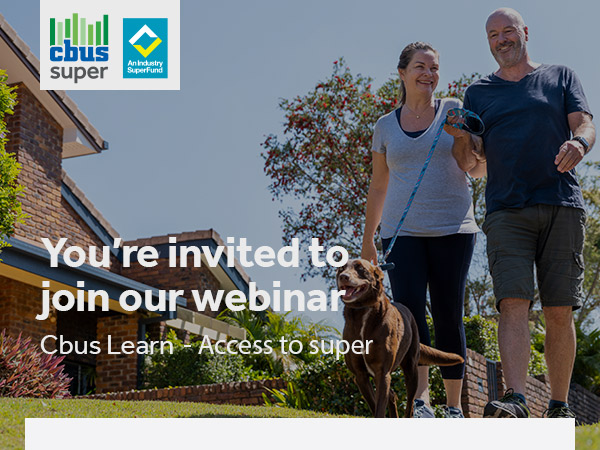 cbus
super
An Industry
SuperFund
You're invited to
join our webinar
Cbus Learn - Access to super